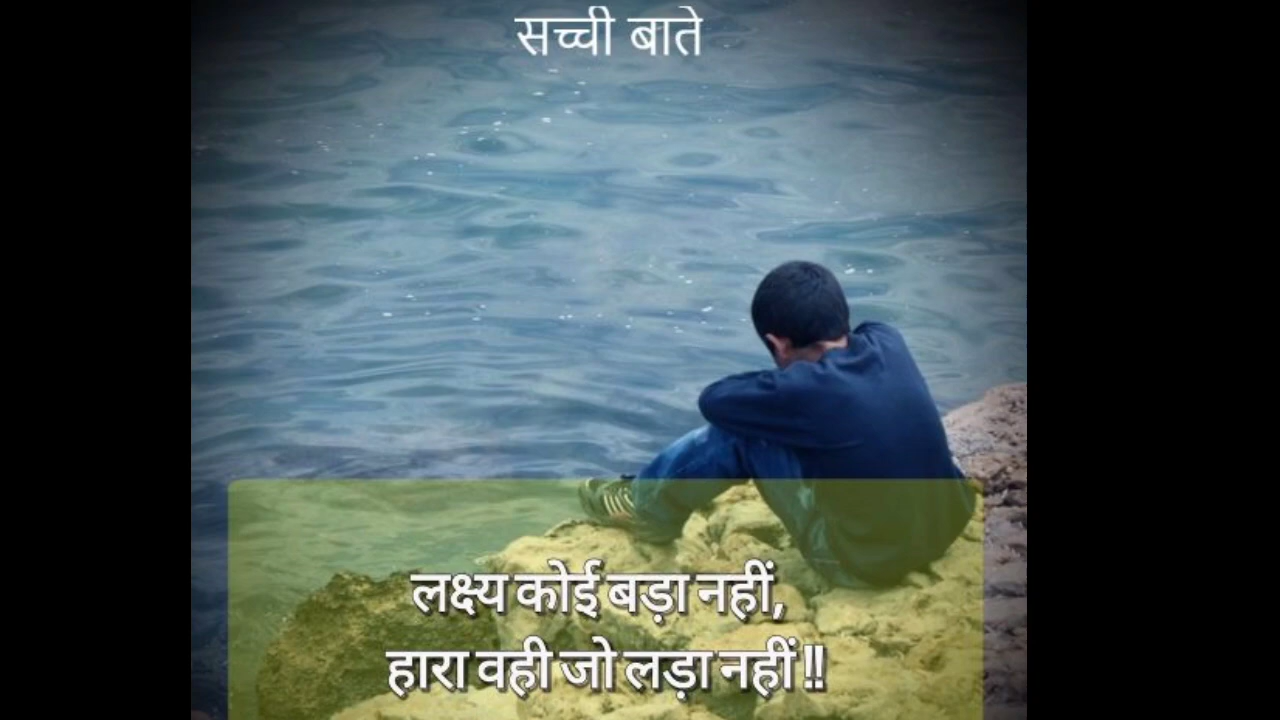 सच्ची बाते
लक्ष्य कोई बड़ा नहीं,
हारा वही जो लड़ा नहीं !!